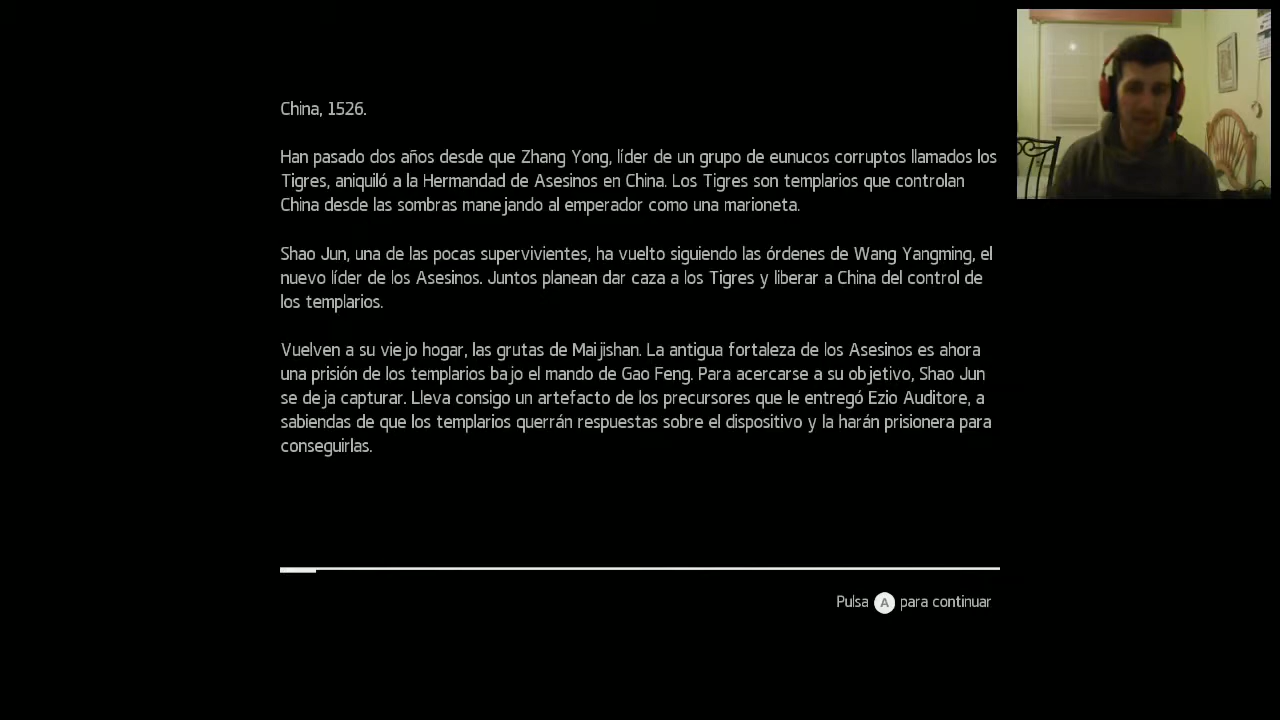 China, 1526.
Han pasado dos años desde que Zhang Yong, líder de un grupo de eunucos corruptos llamados los
Tigres, aniquiló a la Hermandad de Asesinos en China. Los Tigres son templarios que controlan
China desde las sombras manejando al emperador como una marioneta.
Shao Jun, una de las pocas supervivientes, ha vuelto siguiendo las órdenes de Wang Yangming, el
nuevo líder de los Asesinos. Juntos planean dar caza a los Tigres y liberar a China del control de
los templarios.
Vuelven a su viejo hogar, las grutas de Maijishan. La antigua fortaleza de los Asesinos es ahora
una prisión de los templarios bajo el mando de Gao Feng. Para acercarse a su objetivo, Shao Jun
se deja capturar. Lleva consigo un artefacto de los precursores que le entregó Ezio Auditore, a
sabiendas de que los templarios querrán respuestas sobre el dispositivo y la harán prisionera para
conseguirlas.
Pulsa A para continuar